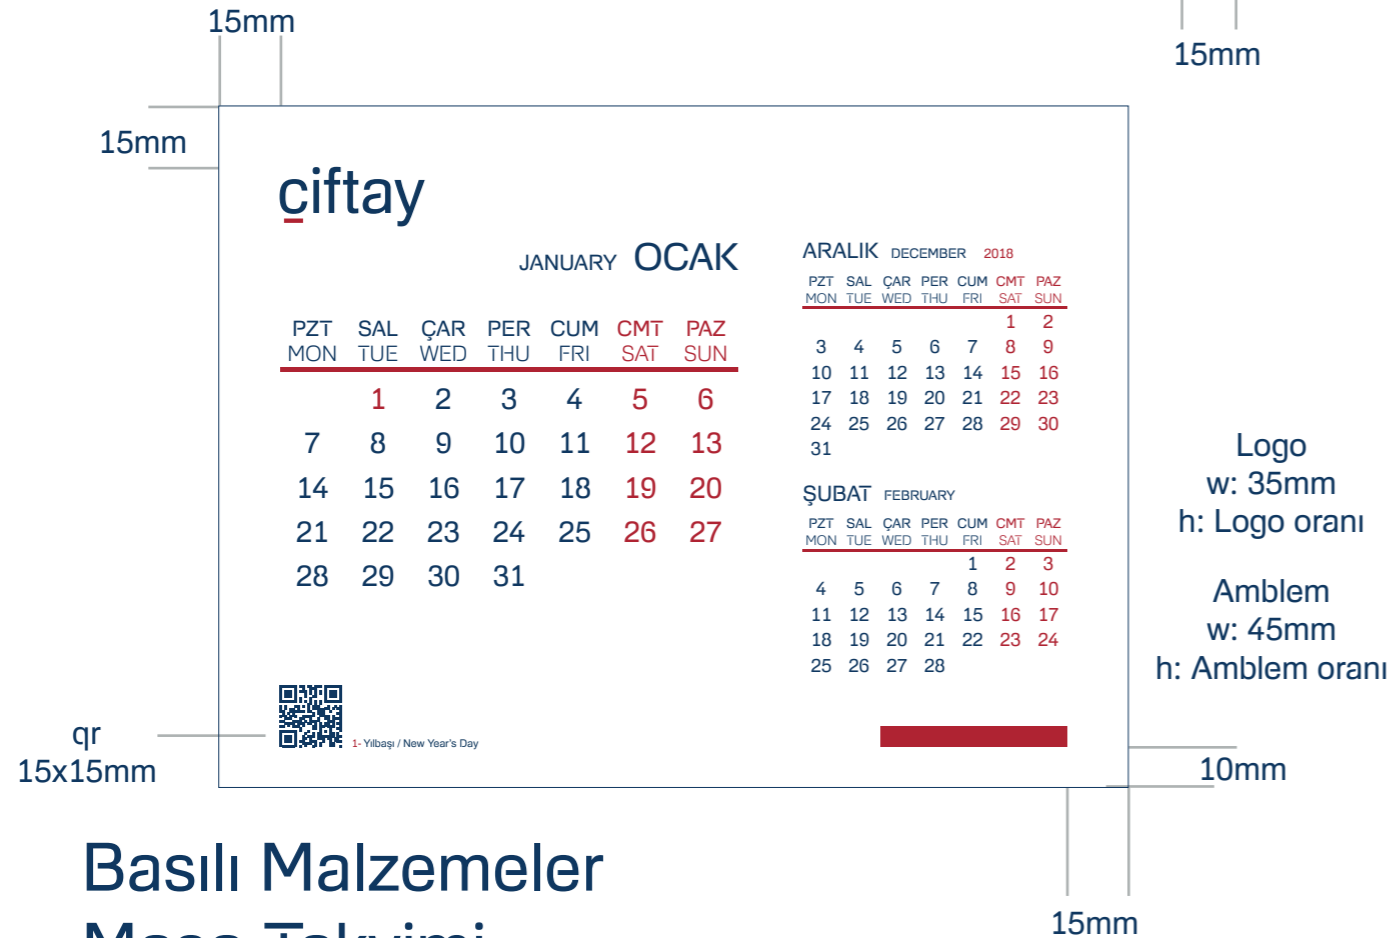 15mm
15mm
15mm
çiftay
JANUARY OCAK
PZT SAL ÇAR PER CUM CMT PAZ
MON TUE WED THU FRI SAT SUN
1 2 3 4 5 6
7 8 9 10 11 12 13
14 15 16 17 18 19 20
21 22 23 24 25 26 27
28 29 30 31
ARALIK DECEMBER 2018
PZT SAL ÇAR PER CUM CMT PAZ
MON TUE WED THU FRI SAT SUN
1 2
3 4 5 6 7 8 9
10 11 12 13 14 15 16
17 18 19 20 21 22 23
24 25 26 27 28 29 30
31
ŞUBAT FEBRUARY
PZT SAL ÇAR PER CUM CMT PAZ
MON TUE WED THU FRI SAT SUN
1 2 3
4 5 6 7 8 9 10
11 12 13 14 15 16 17
18 19 20 21 22 23 24
25 26 27 28
Logo
w: 35mm
h: Logo oranı
Amblem
w: 45mm
h: Amblem oranı
qr
15x15mm
1- Yılbaşı / New Year's Day
10mm
15mm
Basılı Malzemeler
Masa Takvimi